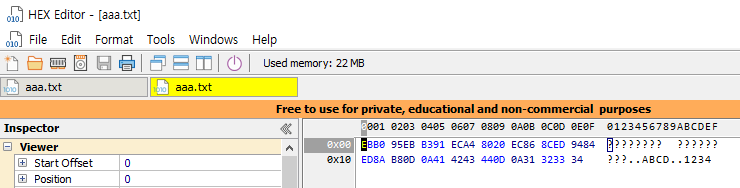 HEX Editor - [aaa.txt]
File Edit Format Tools Windows Help
Used memory: 22 MB
aaa.txt aaa.txt
Free to use for private, educational and non-commercial purposes
Inspector
0001 0203 0405 0607 0809 0A0B 0C0D 0E0F 0123456789ABCDEF
Viewer
0x00 EBB0 95EB B391 ECA4 8020 EC86 8CED 9484 ???????? ??????
Start Offset 0
0x10 ED8A B80D 0A41 4243 440D 0A31 3233 34 ???..ABCD..1234
Position 0